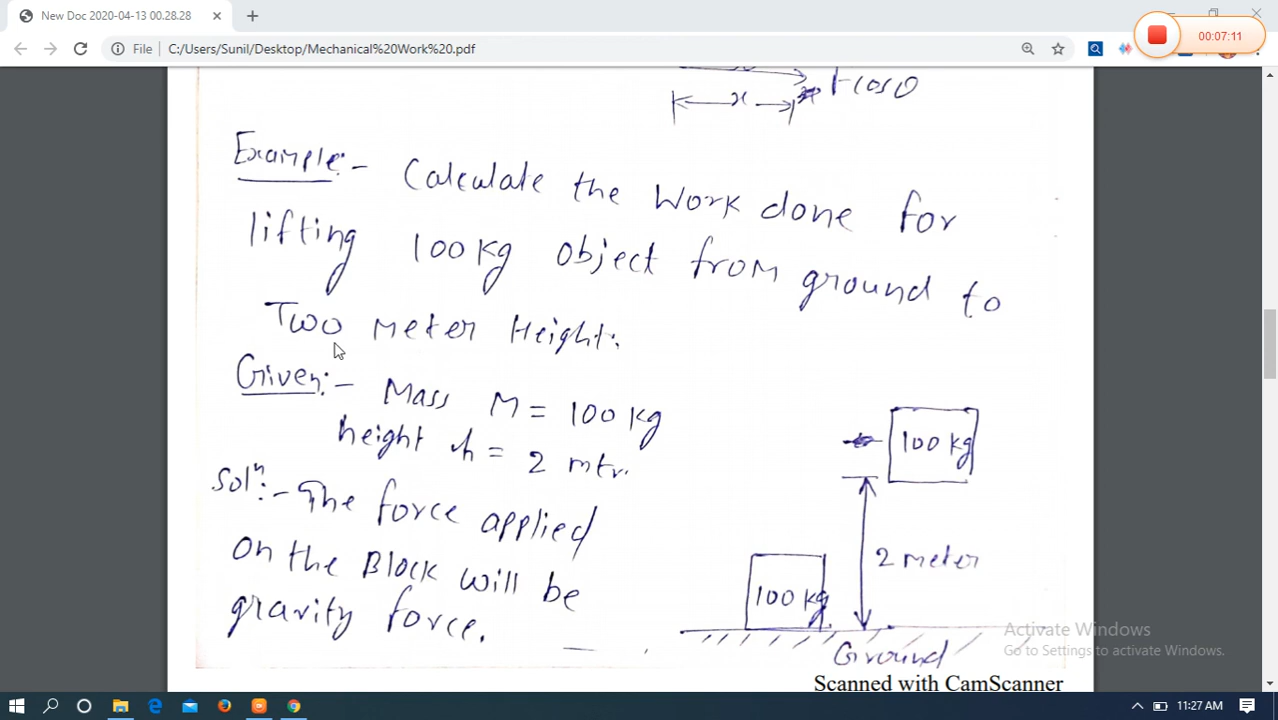 New Doc 2020-04-13 00.28.28
File C:/Users/Sunil/Desktop/Mechanical%20Work%20.pdf
00:07:11
F cos θ
x
Example:- Calculate the Work done for
lifting 100 kg object from ground to
Two meter Height.
Given:- Mass M = 100 kg
height h = 2 mtr.
Solⁿ:- The force applied
on the Block will be
gravity force.
100 kg
2 meter
100 kg
Ground
Activate Windows
Go to Settings to activate Windows.
Scanned with CamScanner
11:27 AM